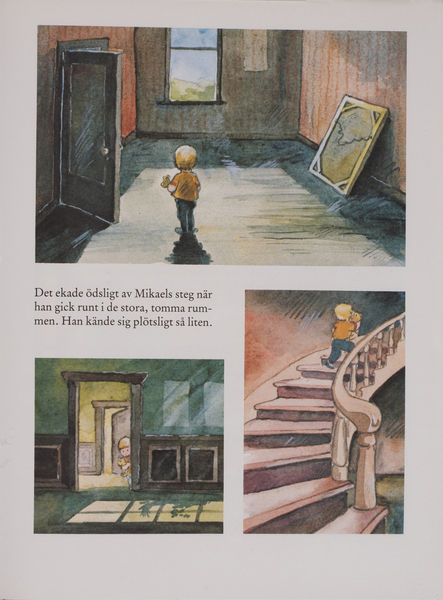 Det ekade ödsligt av Mikaels steg när
han gick runt i de stora, tomma rum-
men. Han kände sig plötsligt så liten.